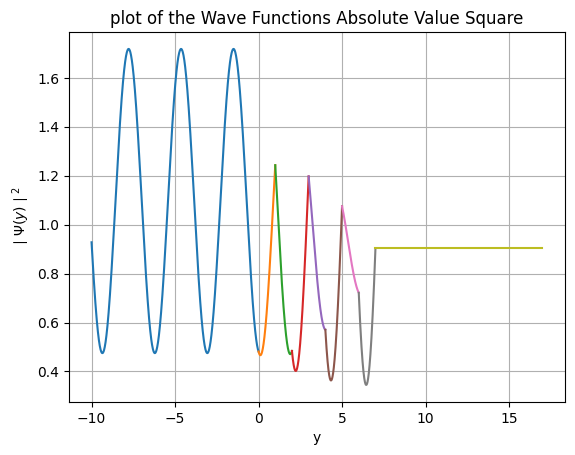 plot of the Wave Functions Absolute Value Square
| Ψ(y) | ²
1.6
1.4
1.2
1.0
0.8
0.6
0.4
−10 −5 0 5 10 15
y